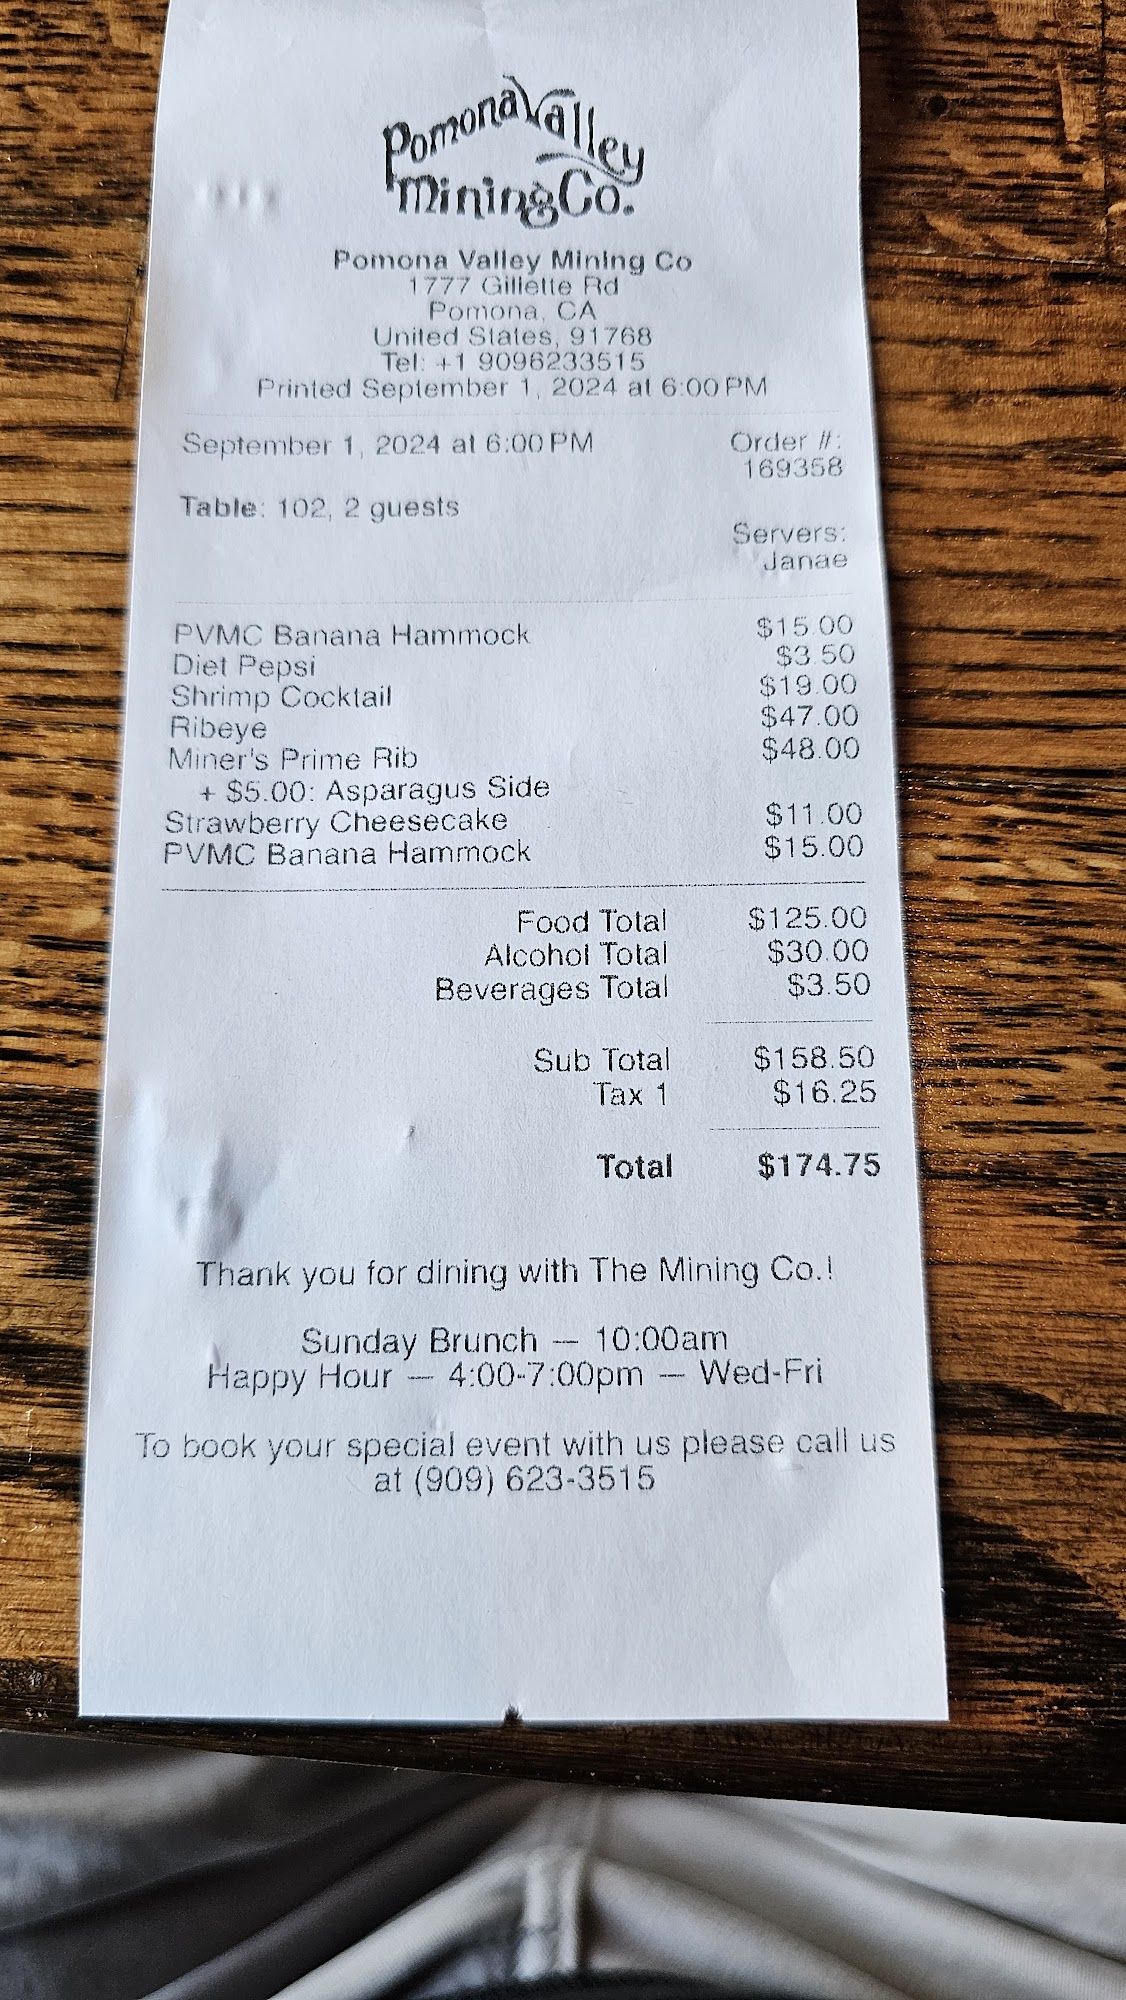 Pomona Valley
Mining Co.
Pomona Valley Mining Co
1777 Gillette Rd
Pomona, CA
United States, 91768
Tel: +1 9096233515
Printed September 1, 2024 at 6:00 PM
September 1, 2024 at 6:00 PM Order #:
169358
Table: 102, 2 guests
Servers:
Janae
PVMC Banana Hammock $15.00
Diet Pepsi $3.50
Shrimp Cocktail $19.00
Ribeye $47.00
Miner's Prime Rib $48.00
+ $5.00: Asparagus Side
Strawberry Cheesecake $11.00
PVMC Banana Hammock $15.00
Food Total $125.00
Alcohol Total $30.00
Beverages Total $3.50
Sub Total $158.50
Tax 1 $16.25
Total $174.75
Thank you for dining with The Mining Co.!
Sunday Brunch — 10:00am
Happy Hour — 4:00-7:00pm — Wed-Fri
To book your special event with us please call us
at (909) 623-3515